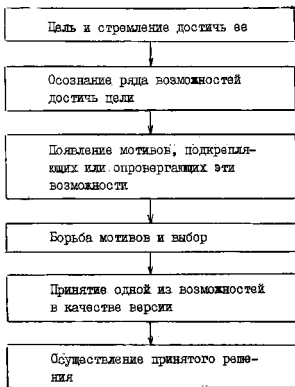 Цель и стремление достичь ее
Осознание ряда возможностей
достичь цели
Появление мотивов, подкрепля-
ющих или опровергающих эти
возможности
Борьба мотивов и выбор
Принятие одной из возможностей
в качестве версии
Осуществление принятого реше-
ния